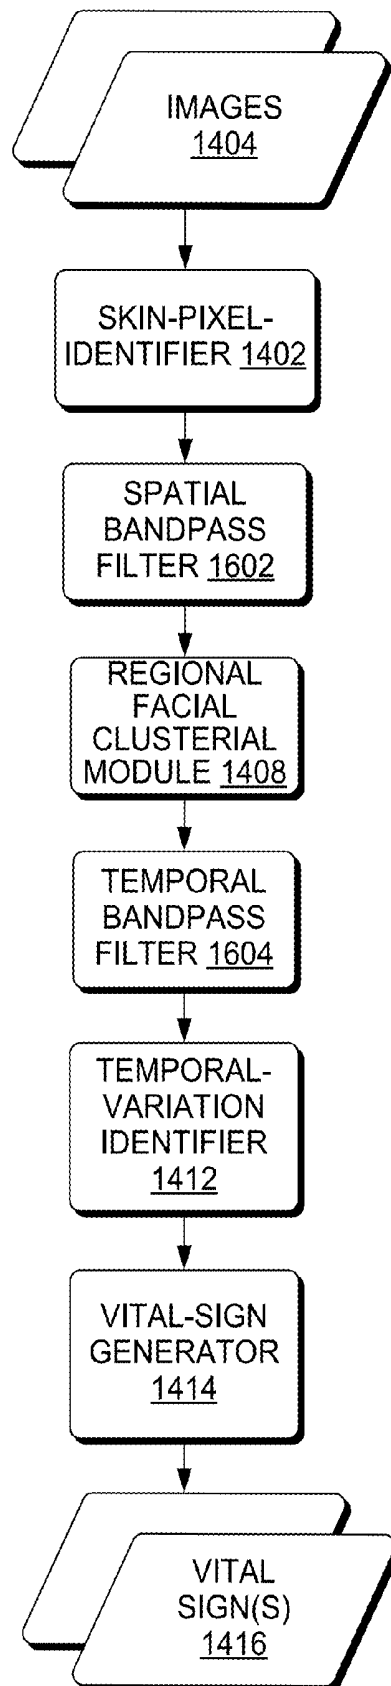 IMAGES
1404
SKIN-PIXEL-
IDENTIFIER 1402
SPATIAL
BANDPASS
FILTER 1602
REGIONAL
FACIAL
CLUSTERIAL
MODULE 1408
TEMPORAL
BANDPASS
FILTER 1604
TEMPORAL-
VARIATION
IDENTIFIER
1412
VITAL-SIGN
GENERATOR
1414
VITAL
SIGN(S)
1416